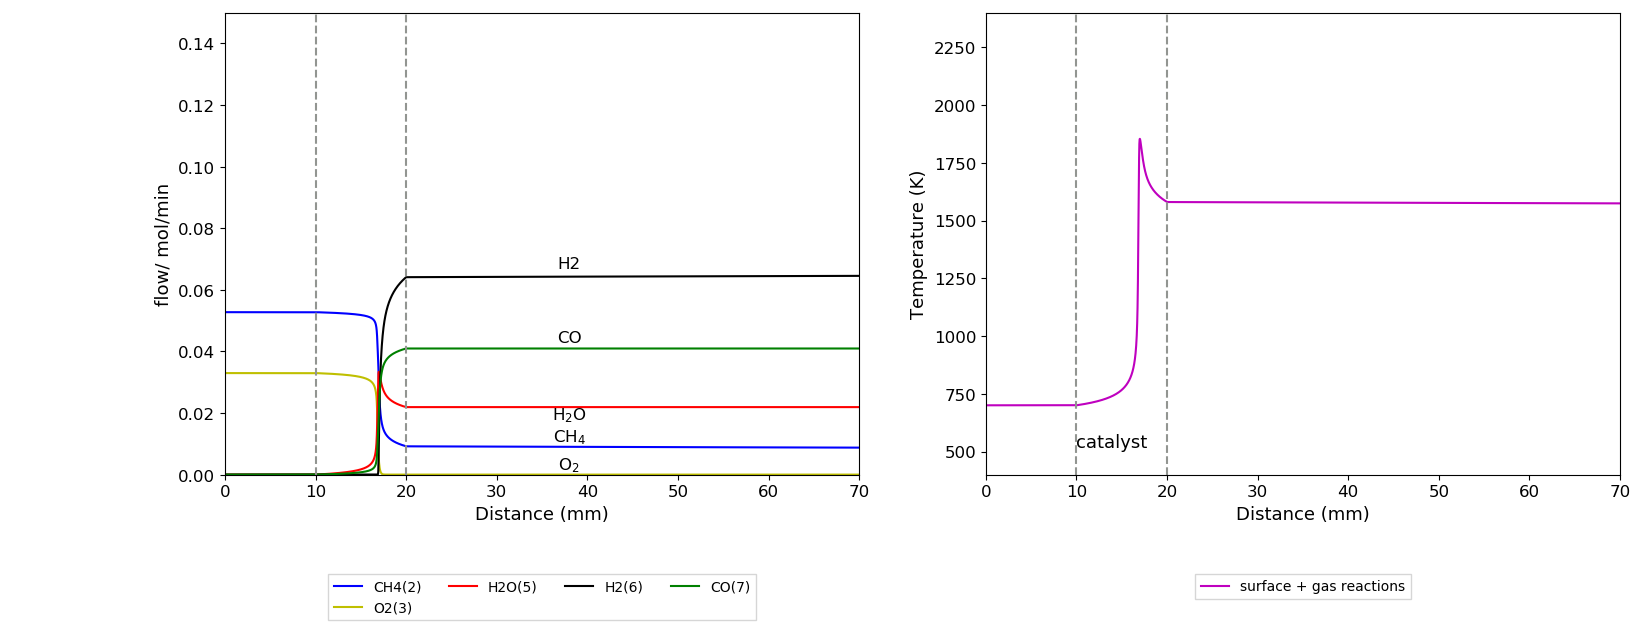 0.14
0.12
0.10
0.08
0.06
0.04
0.02
0.00
flow/ mol/min
H2
CO
H₂O
CH₄
O₂
0 10 20 30 40 50 60 70
Distance (mm)
CH4(2) H2O(5) H2(6) CO(7)
O2(3)
2250
2000
1750
1500
1250
1000
750
500
Temperature (K)
catalyst
0 10 20 30 40 50 60 70
Distance (mm)
surface + gas reactions